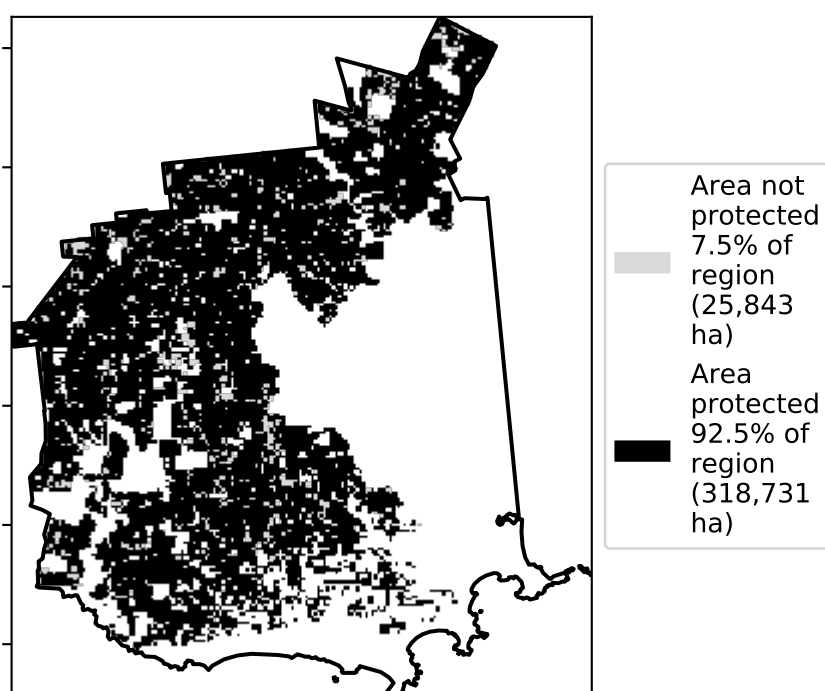 Area not
protected
7.5% of
region
(25,843
ha)
Area
protected
92.5% of
region
(318,731
ha)